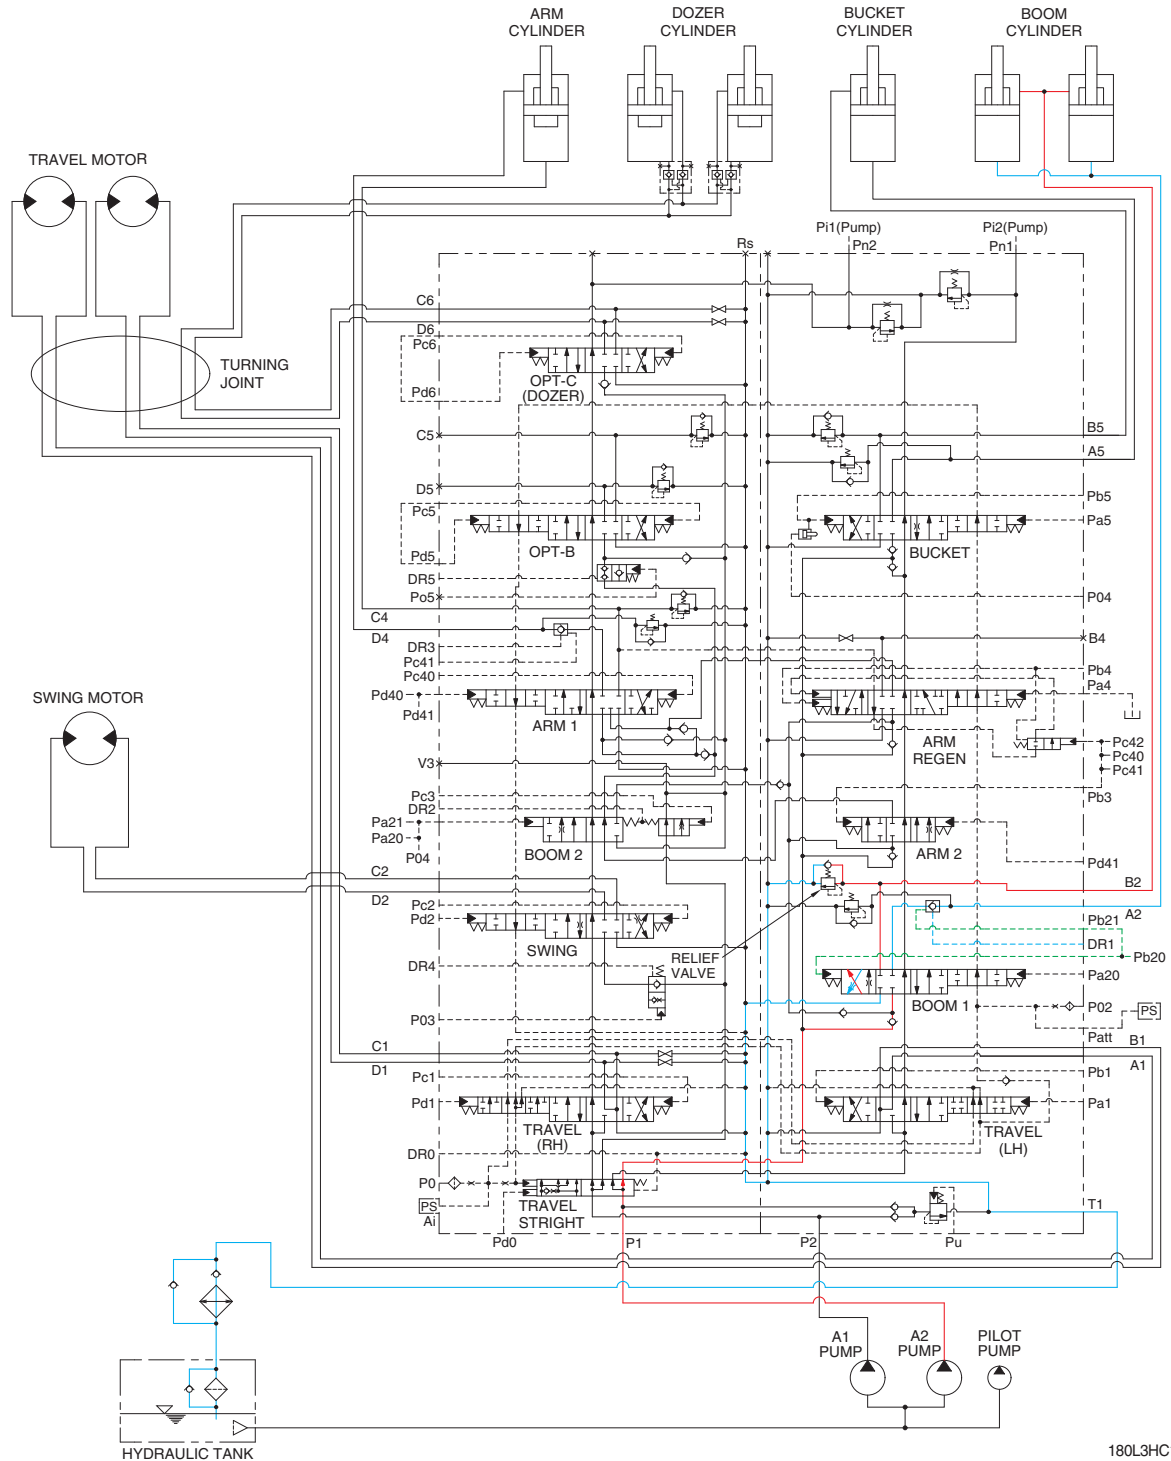 ARM
CYLINDER
DOZER
CYLINDER
BUCKET
CYLINDER
BOOM
CYLINDER
TRAVEL MOTOR
TURNING
JOINT
SWING MOTOR
Pi1(Pump)
Pn2
Pi2(Pump)
Pn1
Rs
C6
D6
Pc6
Pd6
OPT-C
(DOZER)
C5
D5
Pc5
Pd5
OPT-B
DR5
Po5
C4
D4
DR3
Pc41
Pc40
Pd40
Pd41
ARM 1
V3
Pc3
DR2
Pa21
Pa20
P04
BOOM 2
C2
D2
Pc2
Pd2
SWING
DR4
P03
C1
D1
Pc1
Pd1
TRAVEL
(RH)
DR0
P0
PS
Ai
TRAVEL
STRIGHT
Pd0
P1
P2
Pu
B5
A5
Pb5
Pa5
BUCKET
P04
B4
Pb4
Pa4
ARM
REGEN
Pc42
Pc40
Pc41
Pb3
ARM 2
Pd41
B2
A2
Pb21
DR1
Pb20
RELIEF
VALVE
Pa20
BOOM 1
P02
PS
Patt
B1
A1
Pb1
Pa1
TRAVEL
(LH)
T1
A1
PUMP
A2
PUMP
PILOT
PUMP
HYDRAULIC TANK
180L3HC